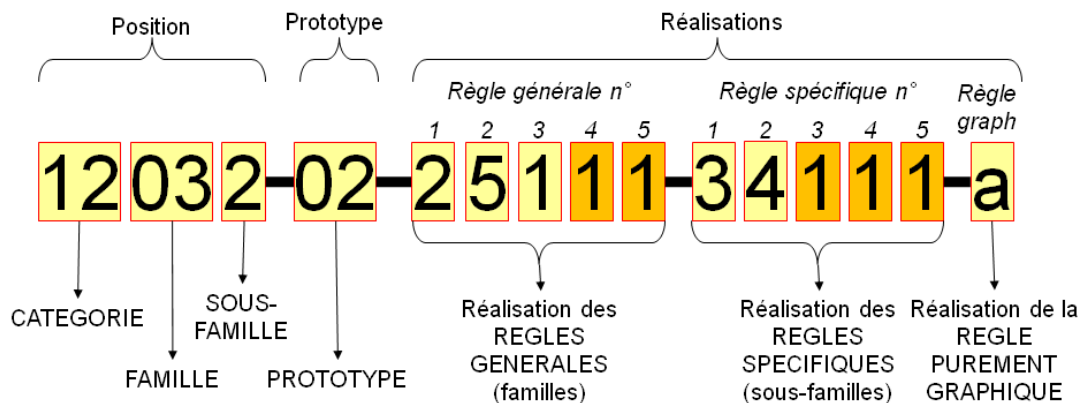 Position Prototype Réalisations
Règle générale n° Règle spécifique n° Règle
graph
1 2 3 4 5 1 2 3 4 5
12 03 2 - 02 - 2 5 1 1 1 - 3 4 1 1 1 - a
CATEGORIE
FAMILLE
SOUS-
FAMILLE
PROTOTYPE
Réalisation des
REGLES
GENERALES
(familles)
Réalisation des
REGLES
SPECIFIQUES
(sous-familles)
Réalisation de la
REGLE
PUREMENT
GRAPHIQUE